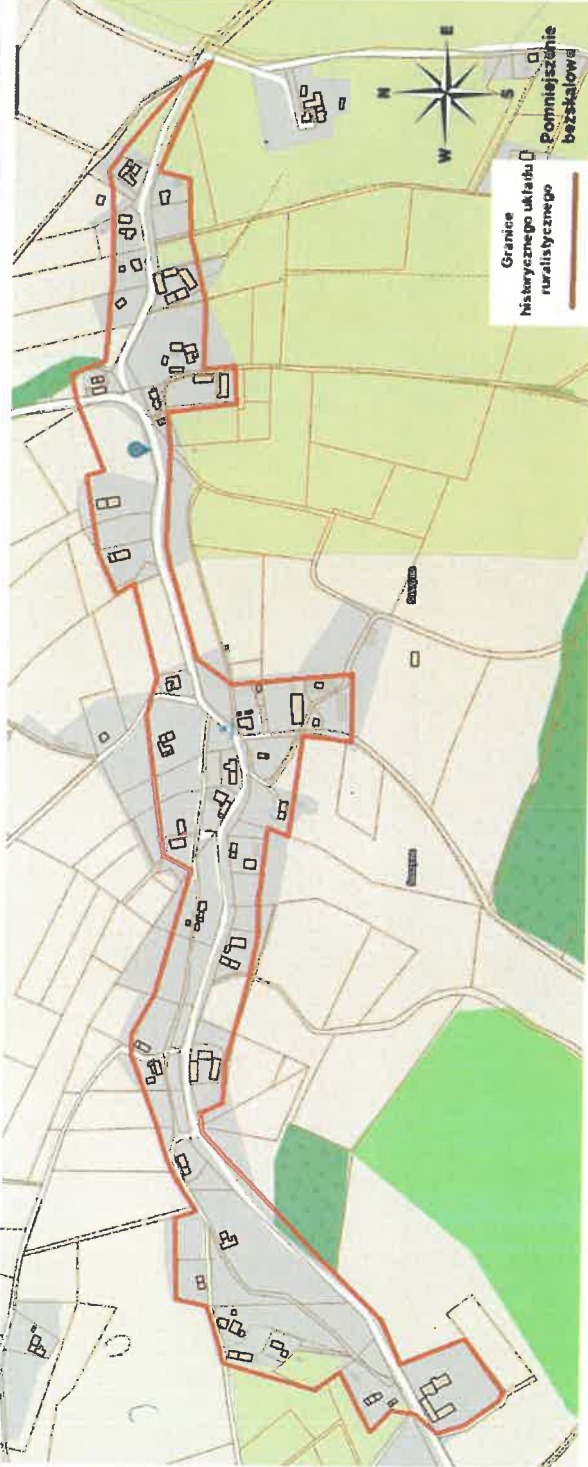 N
E
W
S
Pomniejszenie
bezskalowe
Granice
historycznego układu
ruralistycznego